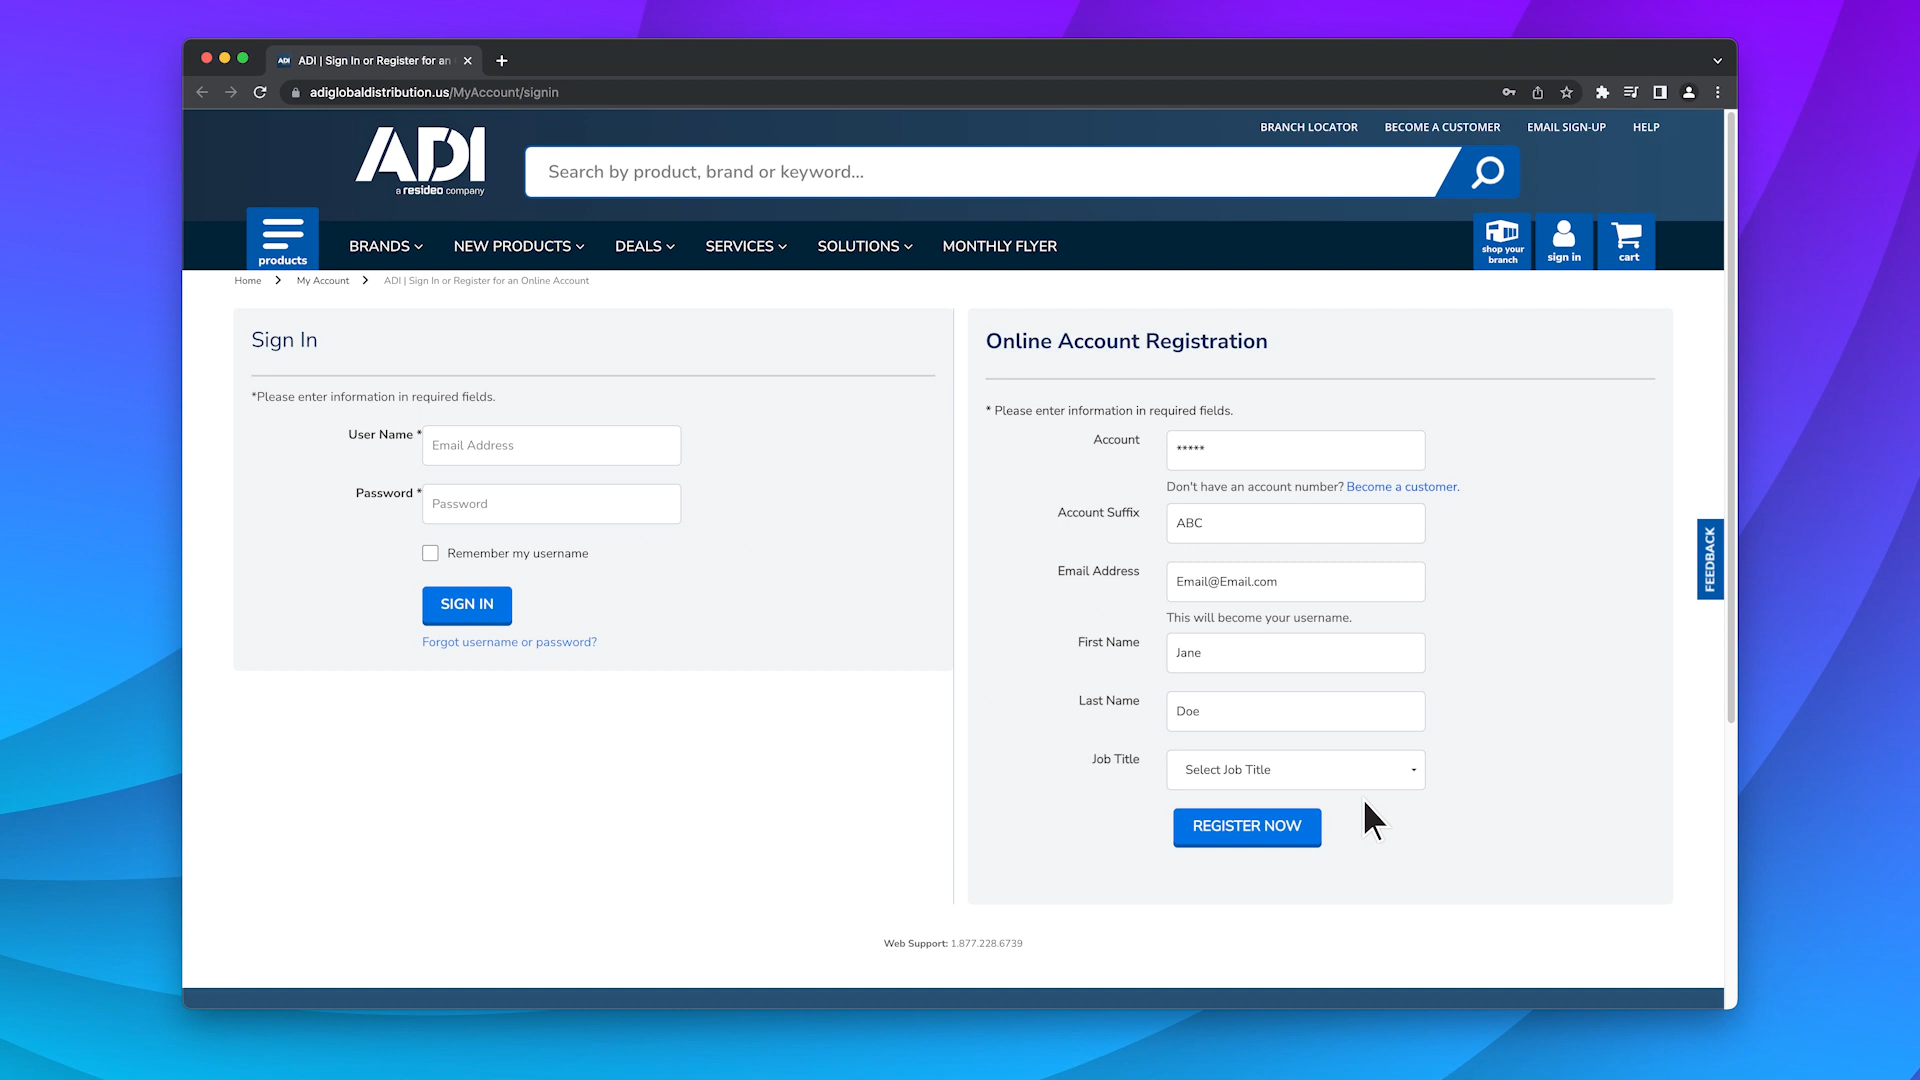 ADI | Sign In or Register for an
adiglobaldistribution.us/MyAccount/signin
BRANCH LOCATOR BECOME A CUSTOMER EMAIL SIGN-UP HELP
ADI
a resideo company
Search by product, brand or keyword...
products
BRANDS NEW PRODUCTS DEALS SERVICES SOLUTIONS MONTHLY FLYER
shop your branch
sign in
cart
Home My Account ADI | Sign In or Register for an Online Account
Sign In
*Please enter information in required fields.
User Name * Email Address
Password * Password
Remember my username
SIGN IN
Forgot username or password?
Online Account Registration
* Please enter information in required fields.
Account *****
Don't have an account number? Become a customer.
Account Suffix ABC
Email Address Email@Email.com
This will become your username.
First Name Jane
Last Name Doe
Job Title Select Job Title
REGISTER NOW
FEEDBACK
Web Support: 1.877.228.6739